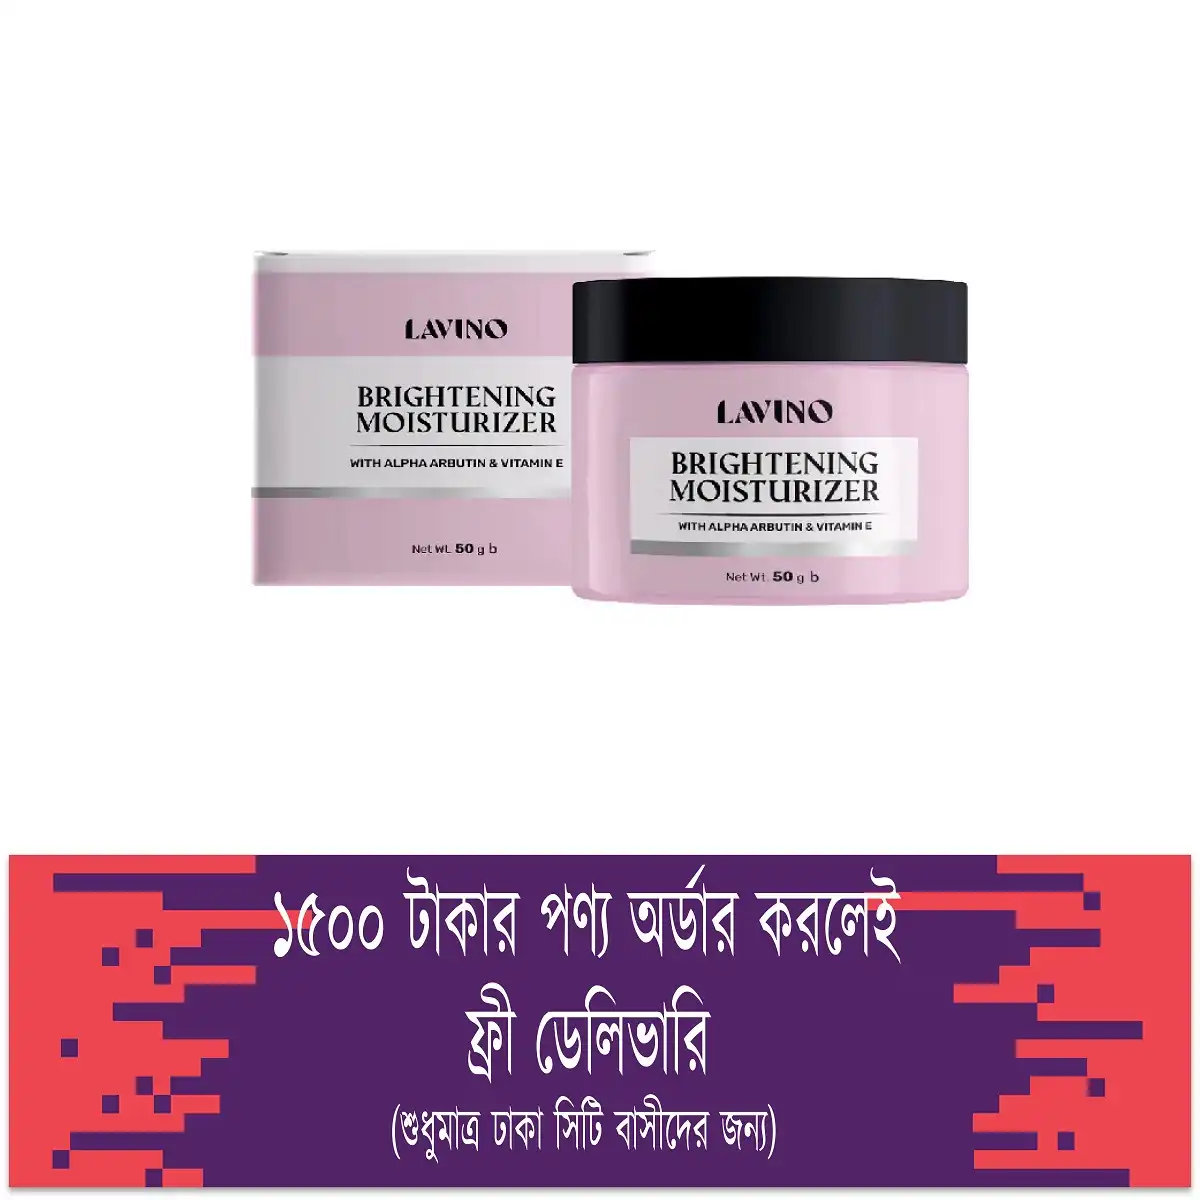 LAVINO
BRIGHTENING
MOISTURIZER
WITH ALPHA ARBUTIN & VITAMIN E
Net Wt. 50 g b
LAVINO
BRIGHTENING
MOISTURIZER
WITH ALPHA ARBUTIN & VITAMIN E
Net Wt. 50 g b
১৫০০ টাকার পণ্য অর্ডার করলেই
ফ্রী ডেলিভারি
(শুধুমাত্র ঢাকা সিটি বাসীদের জন্য)